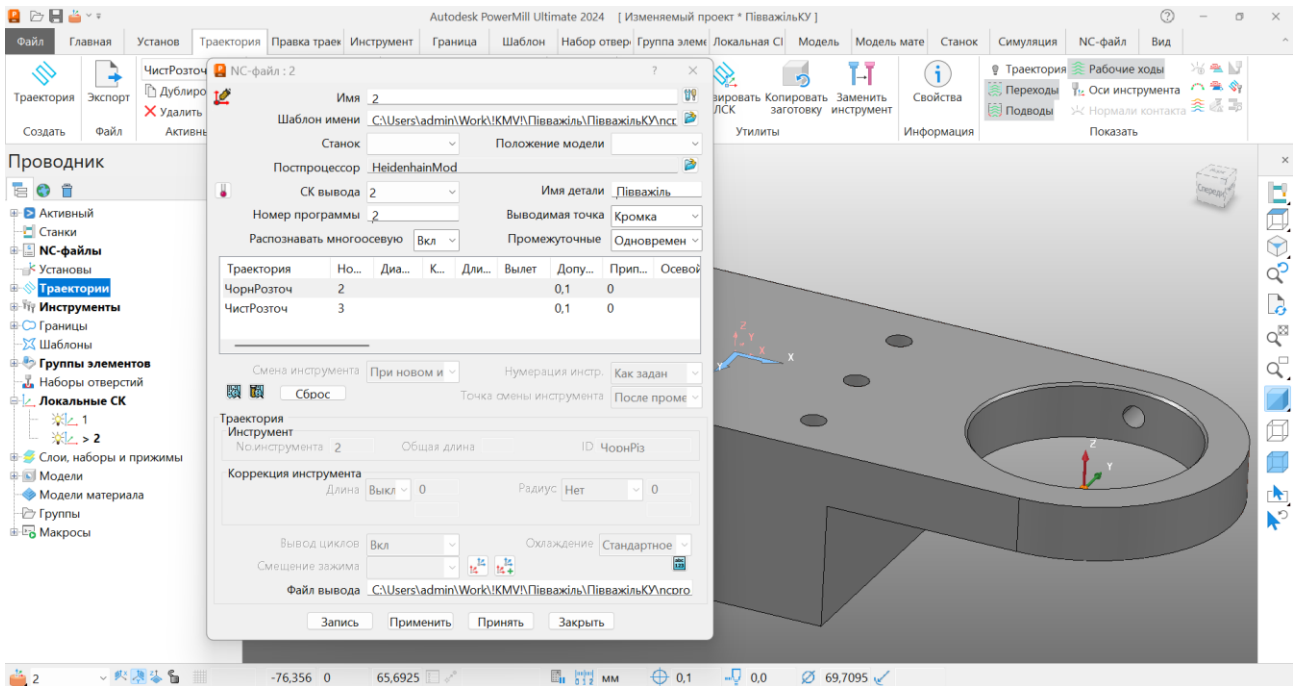 Autodesk PowerMill Ultimate 2024 [ Изменяемый проект * ПівважільКУ ]
Файл Главная Установ Траектория Правка траек Инструмент Граница Шаблон Набор отвер Группа элеме Локальная СІ Модель Модель мате Станок Симуляция NC-файл Вид
Траектория
Экспорт
Создать
Файл
ЧистРозточ
Дублиро
Удалить
Активнь
ировать ЛСК
Копировать заготовку
Заменить инструмент
Утилиты
Свойства
Информация
Траектория Рабочие ходы
Переходы Оси инструмента
Подводы Нормали контакта
Показать
Проводник
Активный
Станки
NC-файлы
Установы
Траектории
Инструменты
Границы
Шаблоны
Группы элементов
Наборы отверстий
Локальные СК
1
> 2
Слои, наборы и прижимы
Модели
Модели материала
Группы
Макросы
NC-файл : 2
Имя 2
Шаблон имени C:\Users\admin\Work\!KMV!\Піважіль\ПівважільКУ\ncг
Станок Положение модели
Постпроцессор HeidenhainMod
СК вывода 2 Имя детали Півважіль
Номер программы 2 Выводимая точка Кромка
Распознавать многоосевую Вкл Промежуточные Одновремен
Траектория Но... Диа... К... Дли... Вылет Допу... Прип... Осевой
ЧорнРозточ 2 0,1 0
ЧистРозточ 3 0,1 0
Смена инструмента При новом и Нумерация инстр. Как задан
Сброс Точка смены инструмента После проме
Траектория
Инструмент
No.инструмента 2 Общая длина ID ЧорнРіз
Коррекция инструмента
Длина Выкл 0 Радиус Нет 0
Вывод циклов Вкл Охлаждение Стандартное
Смещение зажима
Файл вывода C:\Users\admin\Work\!KMV!\Півважіль\ПівважільКУ\ncpro
Запись Применить Принять Закрыть
Спереди
Z
Y
X
X
Y
Z
Y
2 -76,356 0 65,6925 мм 0,1 0,0 69,7095